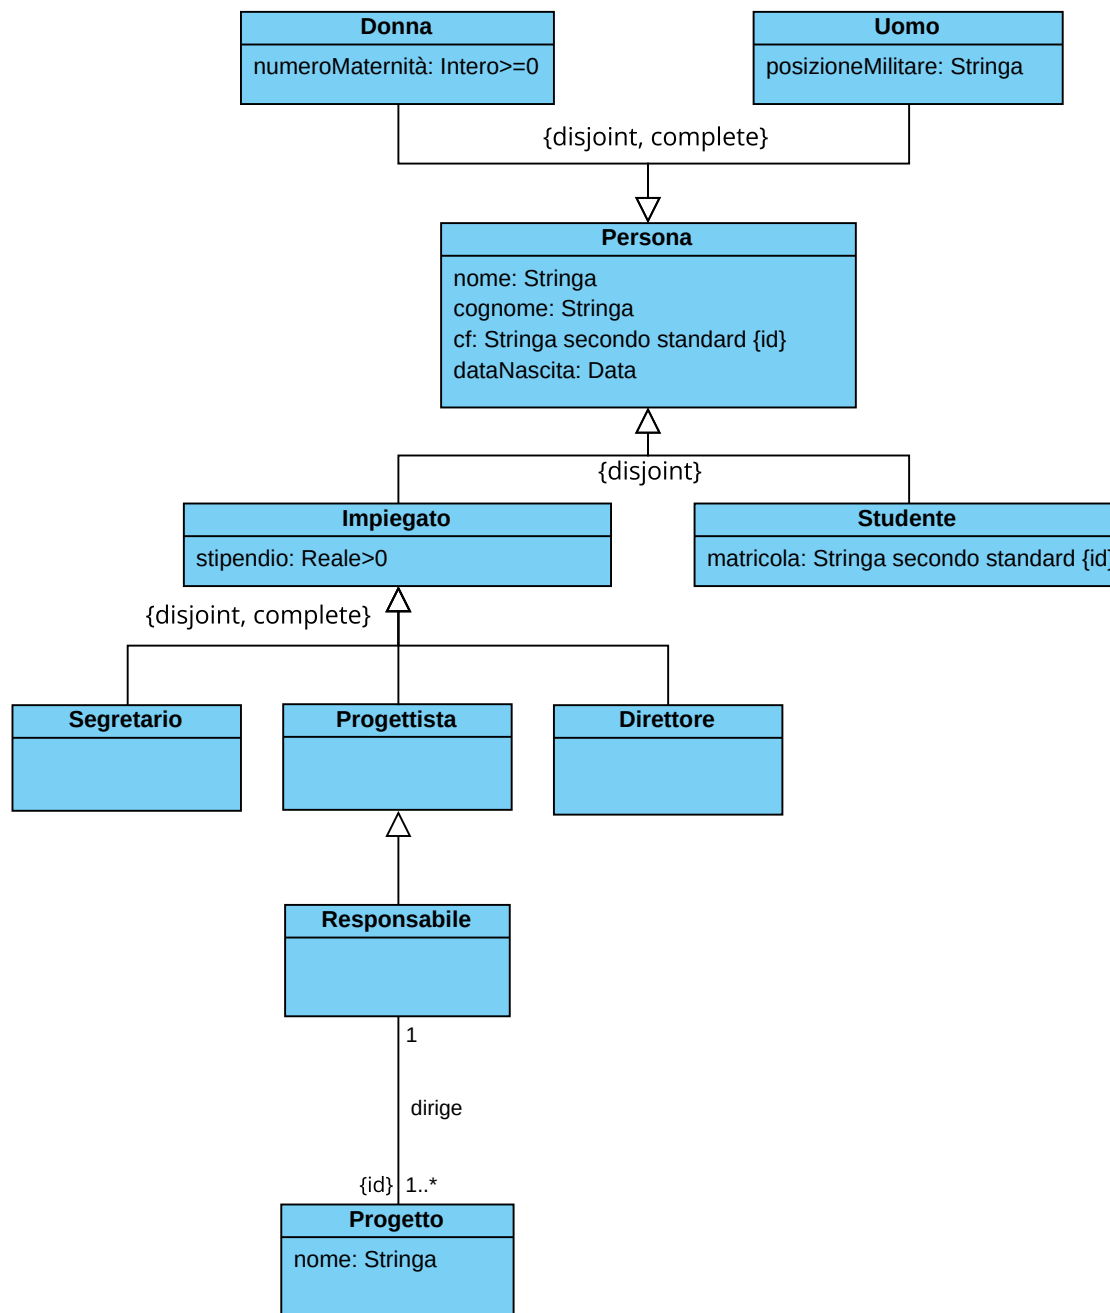 Donna
numeroMaternità: Intero>=0
Uomo
posizioneMilitare: Stringa
{disjoint, complete}
Persona
nome: Stringa
cognome: Stringa
cf: Stringa secondo standard {id}
dataNascita: Data
{disjoint}
Impiegato
stipendio: Reale>0
Studente
matricola: Stringa secondo standard {id}
{disjoint, complete}
Segretario
Progettista
Direttore
Responsabile
1
dirige
{id} 1..*
Progetto
nome: Stringa